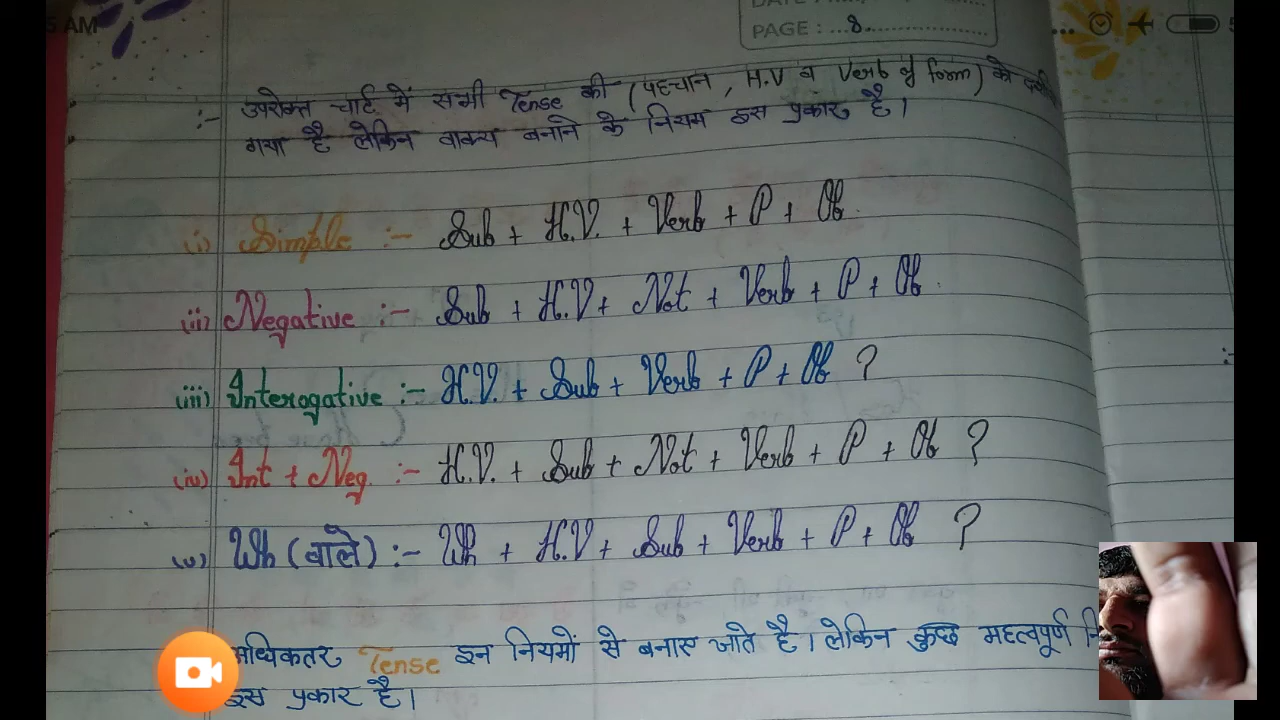 5 AM
PAGE : 8
:- उपरोक्त चार्ट में सभी Tense की (पहचान, H.V व Verb of form) को
गया है लेकिन वाक्य बनाने के नियम इस प्रकार है।
(i) Simple :- Sub + H.V. + Verb + P + Ob.
(ii) Negative :- Sub + H.V + Not + Verb + P + Ob.
(iii) Interogative :- H.V. + Sub + Verb + P + Ob ?
(iv) Int + Neg. :- H.V. + Sub + Not + Verb + P + Ob ?
(v) Wh (वाले) :- Wh + H.V + Sub + Verb + P + Ob ?
अधिकतर Tense इन नियमों से बनाए जाते है। लेकिन कुछ महत्वपूर्ण
इस प्रकार है।